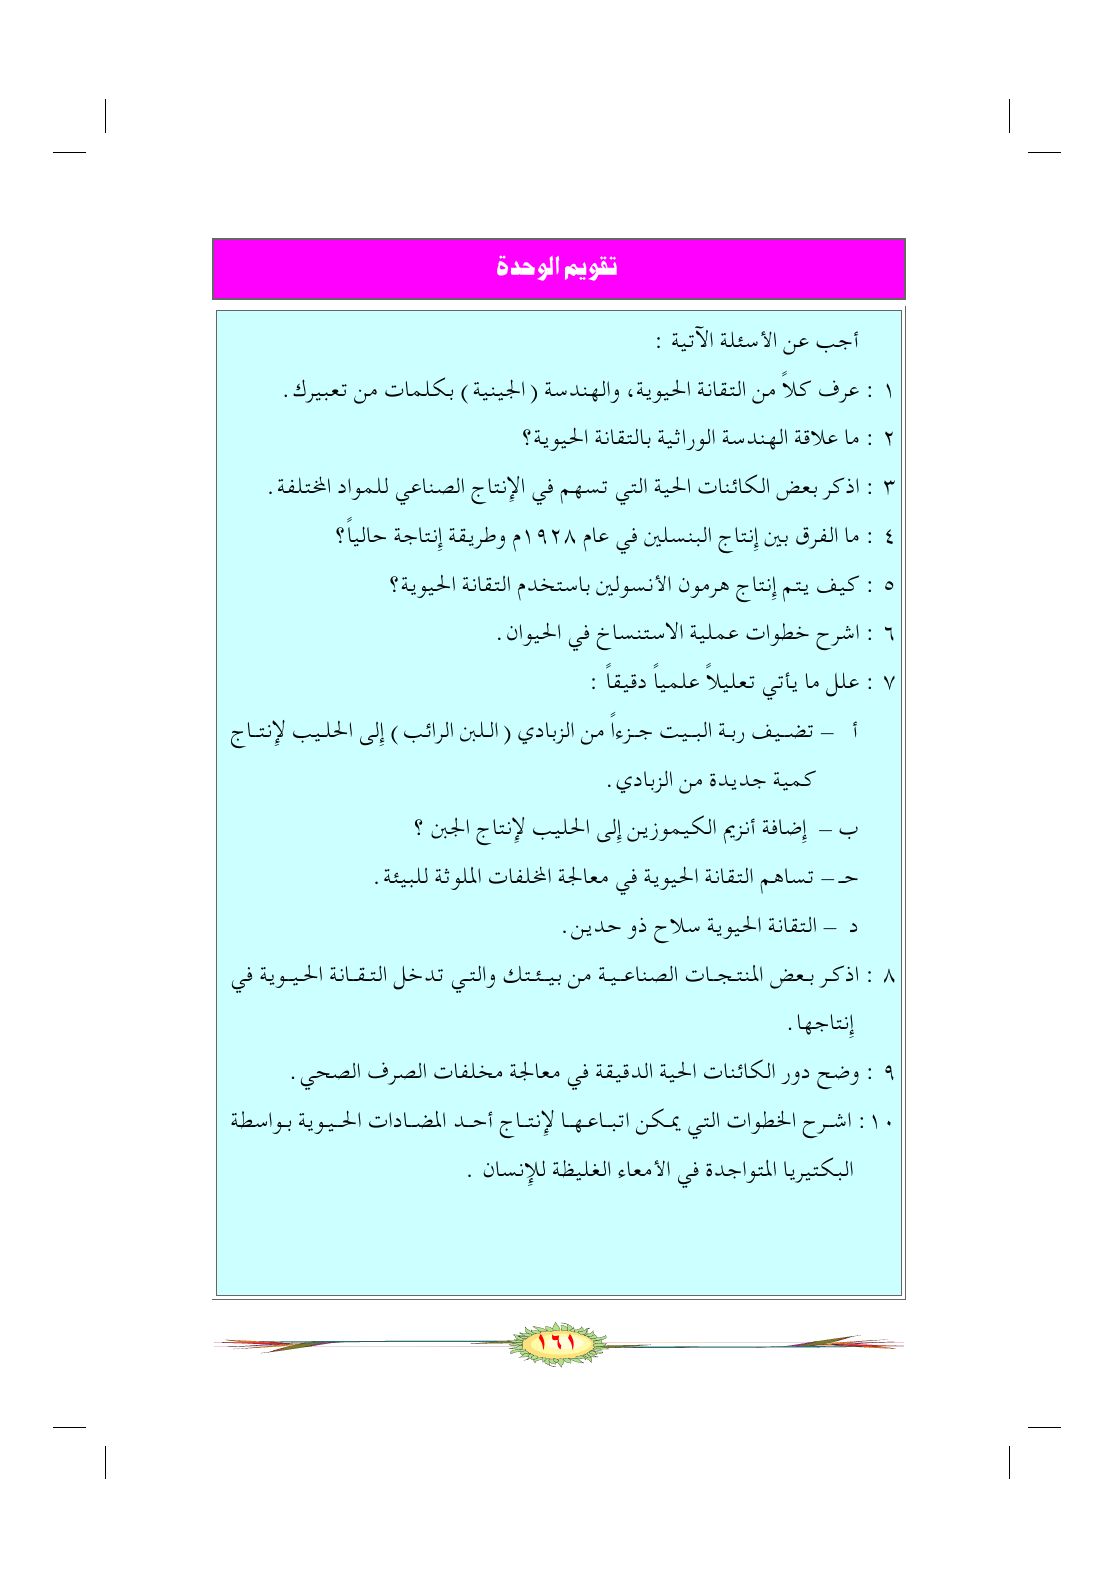 تقويم الوحدة
أجب عن الأسئلة الآتية :
١ : عرف كلاً من التقانة الحيوية، والهندسة ( الجينية ) بكلمات من تعبيرك.
٢ : ما علاقة الهندسة الوراثية بالتقانة الحيوية؟
٣ : اذكر بعض الكائنات الحية التي تسهم في الإنتاج الصناعي للمواد المختلفة.
٤ : ما الفرق بين إنتاج البنسلين في عام ١٩٢٨م وطريقة إنتاجة حالياً؟
٥ : كيف يتم إنتاج هرمون الأنسولين باستخدم التقانة الحيوية؟
٦ : اشرح خطوات عملية الاستنساخ في الحيوان.
٧ : علل ما يأتي تعليلاً علمياً دقيقاً :
أ – تضيف ربة البيت جزءاً من الزبادي ( اللبن الرائب ) إلى الحليب لإنتاج
كمية جديدة من الزبادي.
ب – إضافة أنزيم الكيموزين إلى الحليب لإنتاج الجبن ؟
حـ – تساهم التقانة الحيوية في معالجة المخلفات الملوثة للبيئة.
د – التقانة الحيوية سلاح ذو حدين.
٨ : اذكر بعض المنتجات الصناعية من بيئتك والتي تدخل التقانة الحيوية في
إنتاجها.
٩ : وضح دور الكائنات الحية الدقيقة في معالجة مخلفات الصرف الصحي.
١٠: اشرح الخطوات التي يمكن اتباعها لإنتاج أحد المضادات الحيوية بواسطة
البكتيريا المتواجدة في الأمعاء الغليظة للإنسان .
١٦١